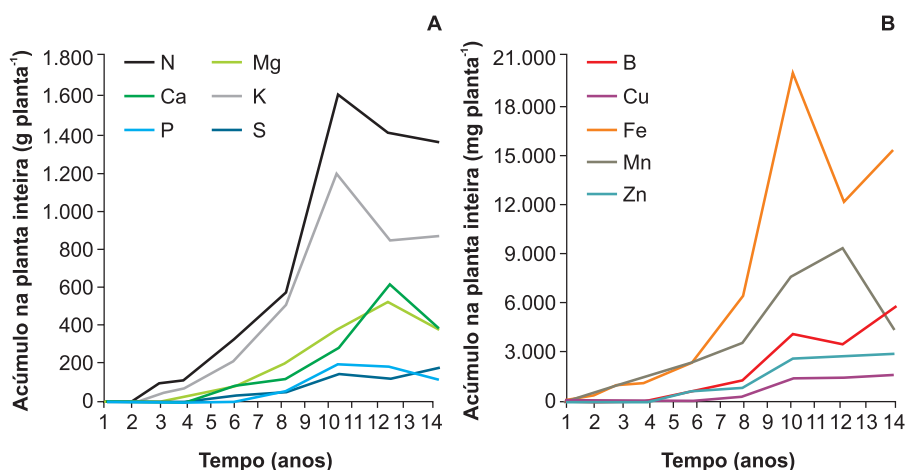 A
Acúmulo na planta inteira (g planta⁻¹)
1.800
1.600
1.400
1.200
1.000
800
600
400
200
0
N
Mg
Ca
K
P
S
1 2 3 4 5 6 7 8 9 10 11 12 13 14
Tempo (anos)
B
Acúmulo na planta inteira (mg planta⁻¹)
21.000
18.000
15.000
12.000
9.000
6.000
3.000
0
B
Cu
Fe
Mn
Zn
1 2 3 4 5 6 7 8 9 10 11 12 13 14
Tempo (anos)